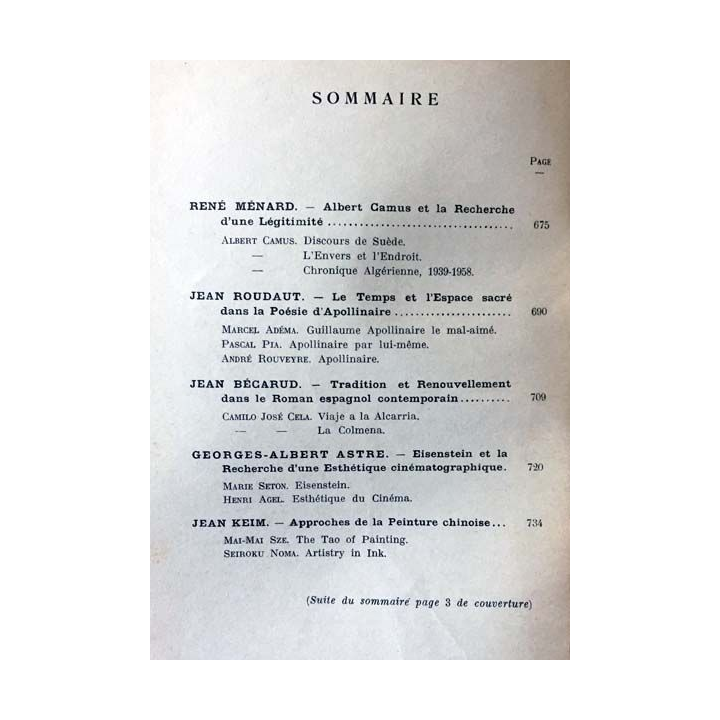 SOMMAIRE
PAGE
—
RENÉ MÉNARD. — Albert Camus et la Recherche
d'une Légitimité .................................... 675
ALBERT CAMUS. Discours de Suède.
— L'Envers et l'Endroit.
— Chronique Algérienne, 1939-1958.
JEAN ROUDAUT. — Le Temps et l'Espace sacré
dans la Poésie d'Apollinaire ...................... 690
MARCEL ADÉMA. Guillaume Apollinaire le mal-aimé.
PASCAL PIA. Apollinaire par lui-même.
ANDRÉ ROUVEYRE. Apollinaire.
JEAN BÉCARUD. — Tradition et Renouvellement
dans le Roman espagnol contemporain.......... 709
CAMILO JOSÉ CELA. Viaje a la Alcarria.
— — La Colmena.
GEORGES-ALBERT ASTRE. — Eisenstein et la
Recherche d'une Esthétique cinématographique. 720
MARIE SETON. Eisenstein.
HENRI AGEL. Esthétique du Cinéma.
JEAN KEIM. — Approches de la Peinture chinoise... 734
MAI-MAI SZE. The Tao of Painting.
SEIROKU NOMA. Artistry in Ink.
(Suite du sommaire page 3 de couverture)